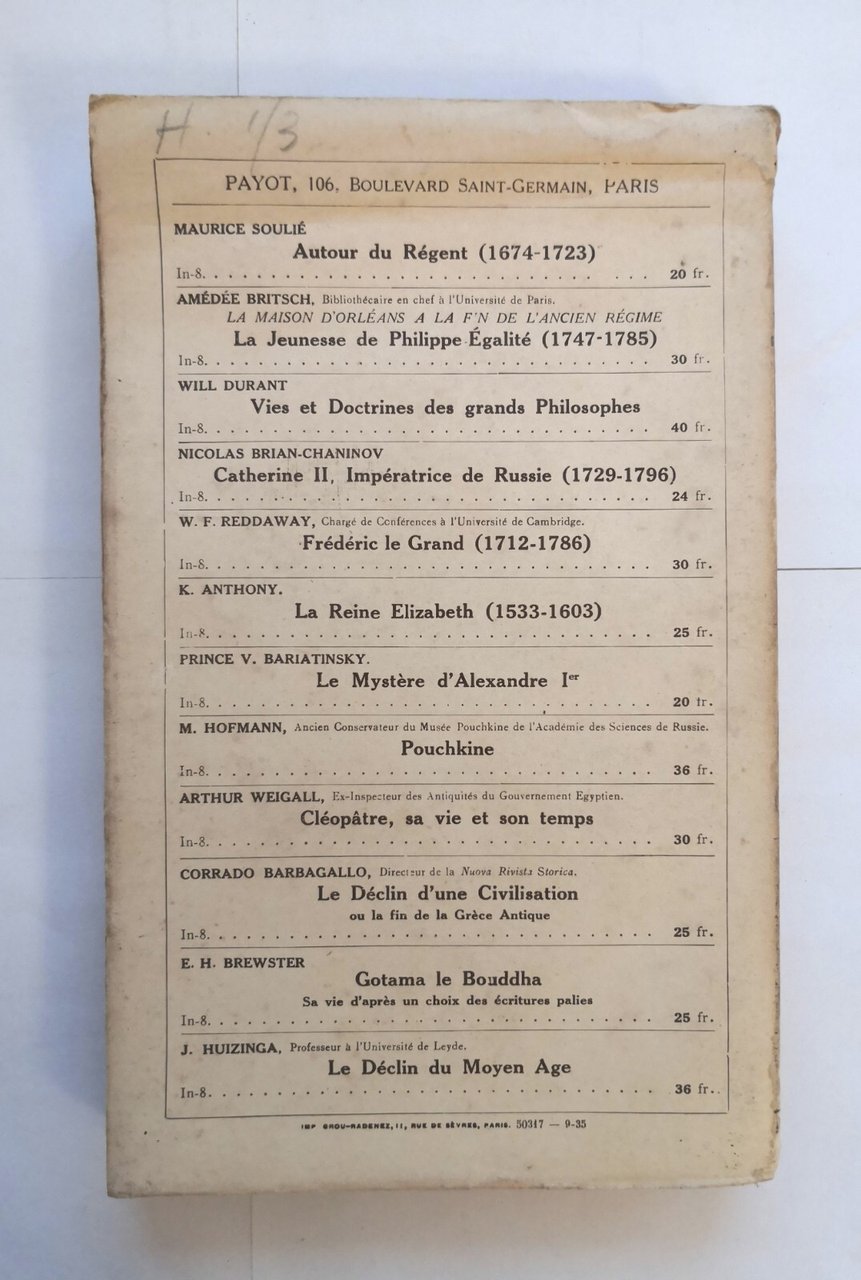 H. 1/3
PAYOT, 106, BOULEVARD SAINT-GERMAIN, PARIS
MAURICE SOULIÉ
Autour du Régent (1674-1723)
In-8. . . . . . . . . . . . . . . . . . . . . . . . . . . . . . 20 fr.
AMÉDÉE BRITSCH, Bibliothécaire en chef à l'Université de Paris.
LA MAISON D'ORLÉANS A LA F'N DE L'ANCIEN RÉGIME
La Jeunesse de Philippe-Égalité (1747-1785)
In-8. . . . . . . . . . . . . . . . . . . . . . . . . . . . . . . 30 fr.
WILL DURANT
Vies et Doctrines des grands Philosophes
In-8. . . . . . . . . . . . . . . . . . . . . . . . . . . . . . . 40 fr.
NICOLAS BRIAN-CHANINOV
Catherine II, Impératrice de Russie (1729-1796)
In-8. . . . . . . . . . . . . . . . . . . . . . . . . . . . . . . 24 fr.
W. F. REDDAWAY, Chargé de Conférences à l'Université de Cambridge.
Frédéric le Grand (1712-1786)
In-8. . . . . . . . . . . . . . . . . . . . . . . . . . . . . . . 30 fr.
K. ANTHONY.
La Reine Elizabeth (1533-1603)
In-8. . . . . . . . . . . . . . . . . . . . . . . . . . . . . . . 25 fr.
PRINCE V. BARIATINSKY.
Le Mystère d'Alexandre Ier
In-8. . . . . . . . . . . . . . . . . . . . . . . . . . . . . . . 20 fr.
M. HOFMANN, Ancien Conservateur du Musée Pouchkine de l'Académie des Sciences de Russie.
Pouchkine
In-8. . . . . . . . . . . . . . . . . . . . . . . . . . . . . . . 36 fr.
ARTHUR WEIGALL, Ex-Inspecteur des Antiquités du Gouvernement Egyptien.
Cléopâtre, sa vie et son temps
In-8. . . . . . . . . . . . . . . . . . . . . . . . . . . . . . . 30 fr.
CORRADO BARBAGALLO, Directeur de la Nuova Rivista Storica.
Le Déclin d'une Civilisation
ou la fin de la Grèce Antique
In-8. . . . . . . . . . . . . . . . . . . . . . . . . . . . . . . 25 fr.
E. H. BREWSTER
Gotama le Bouddha
Sa vie d'après un choix des écritures palies
In-8. . . . . . . . . . . . . . . . . . . . . . . . . . . . . . . 25 fr.
J. HUIZINGA, Professeur à l'Université de Leyde.
Le Déclin du Moyen Age
In-8. . . . . . . . . . . . . . . . . . . . . . . . . . . . . . . 36 fr.
IMP GROU-RADENEZ, 11, RUE DE SÈVRES, PARIS. 50317 — 9-35